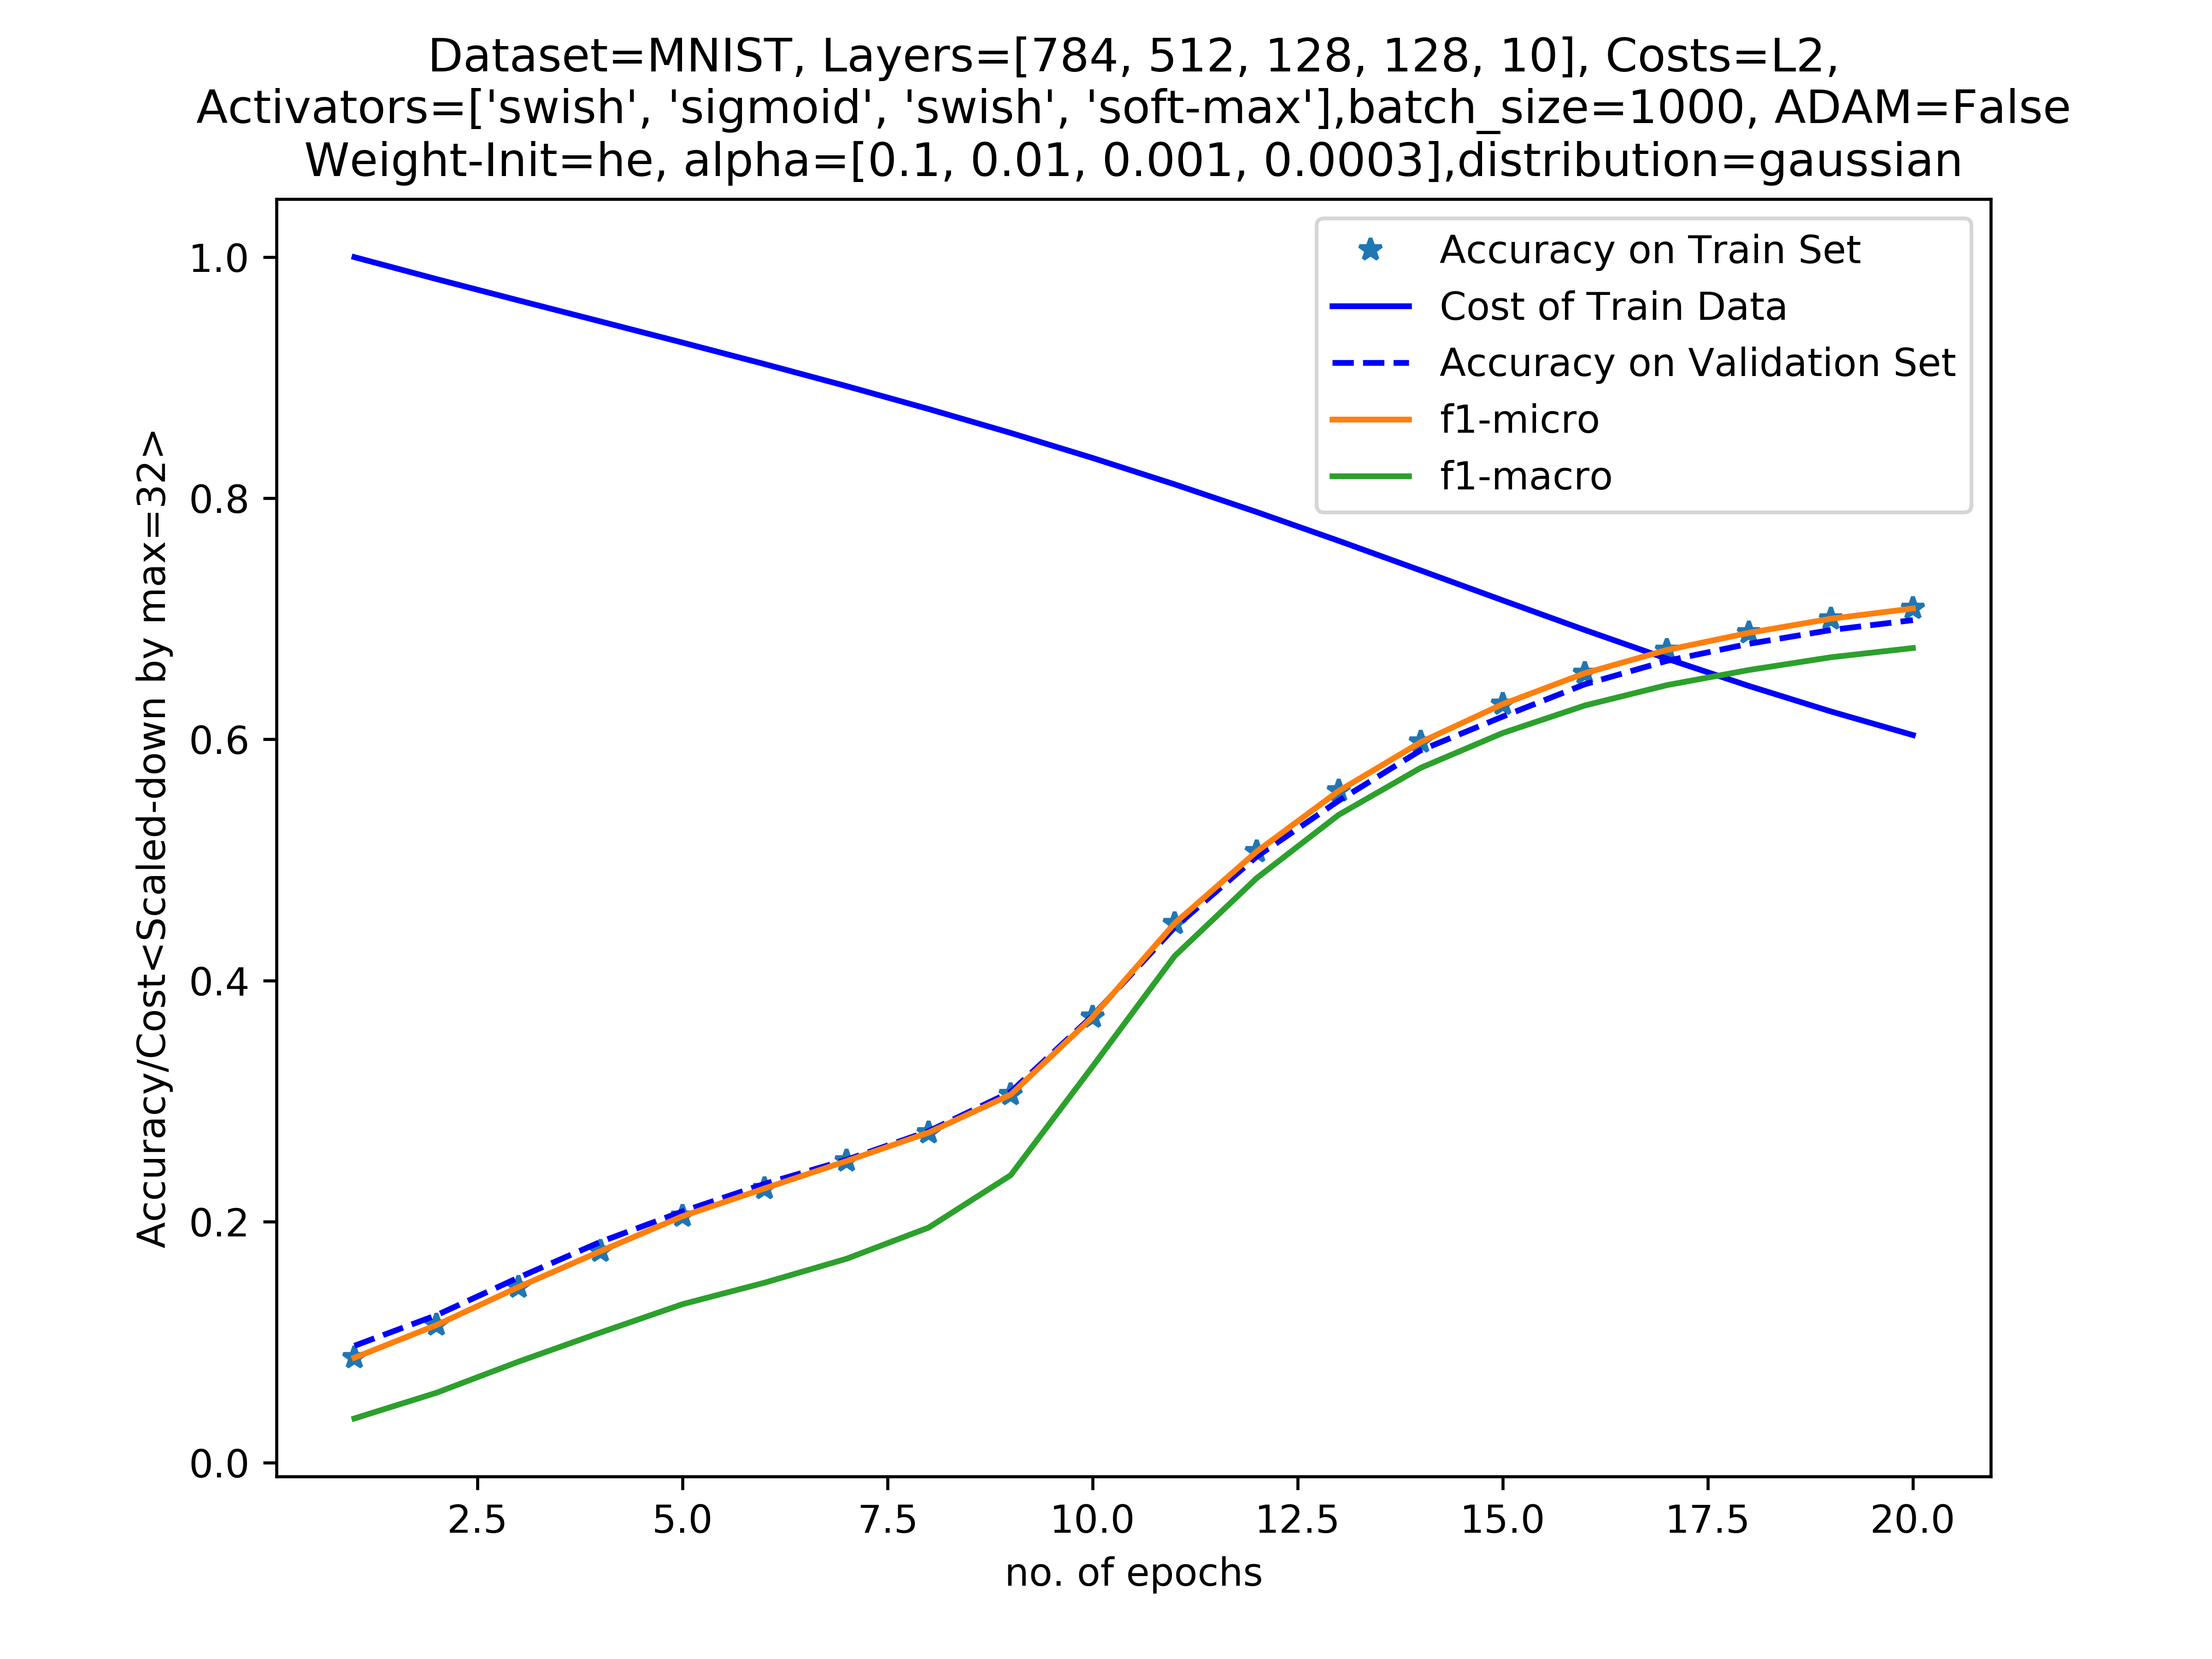 Dataset=MNIST, Layers=[784, 512, 128, 128, 10], Costs=L2,
Activators=['swish', 'sigmoid', 'swish', 'soft-max'],batch_size=1000, ADAM=False
Weight-Init=he, alpha=[0.1, 0.01, 0.001, 0.0003],distribution=gaussian
Accuracy on Train Set
Cost of Train Data
Accuracy on Validation Set
f1-micro
f1-macro
Accuracy/Cost<Scaled-down by max=32>
1.0
0.8
0.6
0.4
0.2
0.0
2.5 5.0 7.5 10.0 12.5 15.0 17.5 20.0
no. of epochs